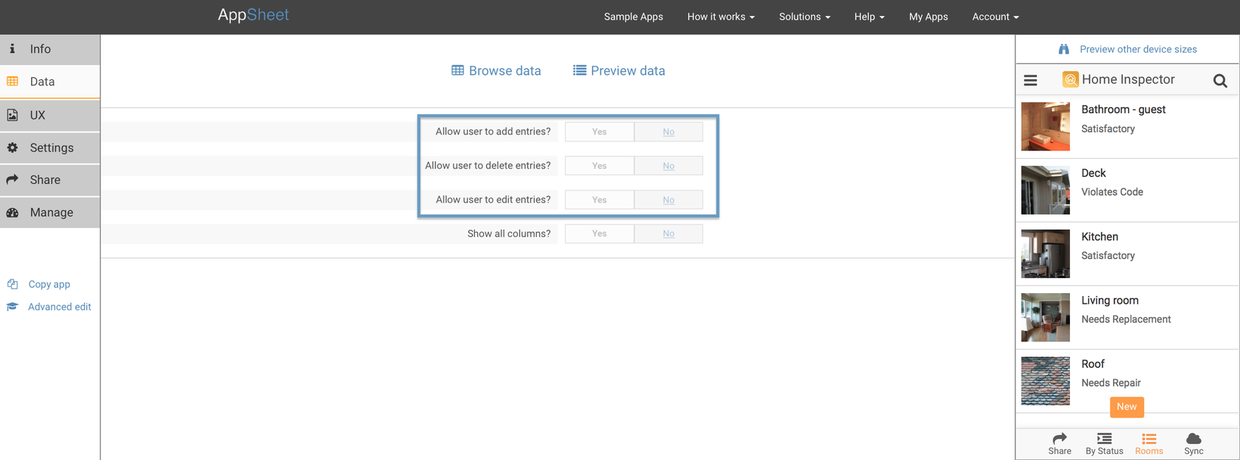 AppSheet
Sample Apps How it works Solutions Help My Apps Account
Info
Data
UX
Settings
Share
Manage
Copy app
Advanced edit
Browse data Preview data
Allow user to add entries? Yes No
Allow user to delete entries? Yes No
Allow user to edit entries? Yes No
Show all columns? Yes No
Preview other device sizes
Home Inspector
Bathroom - guest
Satisfactory
Deck
Violates Code
Kitchen
Satisfactory
Living room
Needs Replacement
Roof
Needs Repair
New
Share By Status Rooms Sync